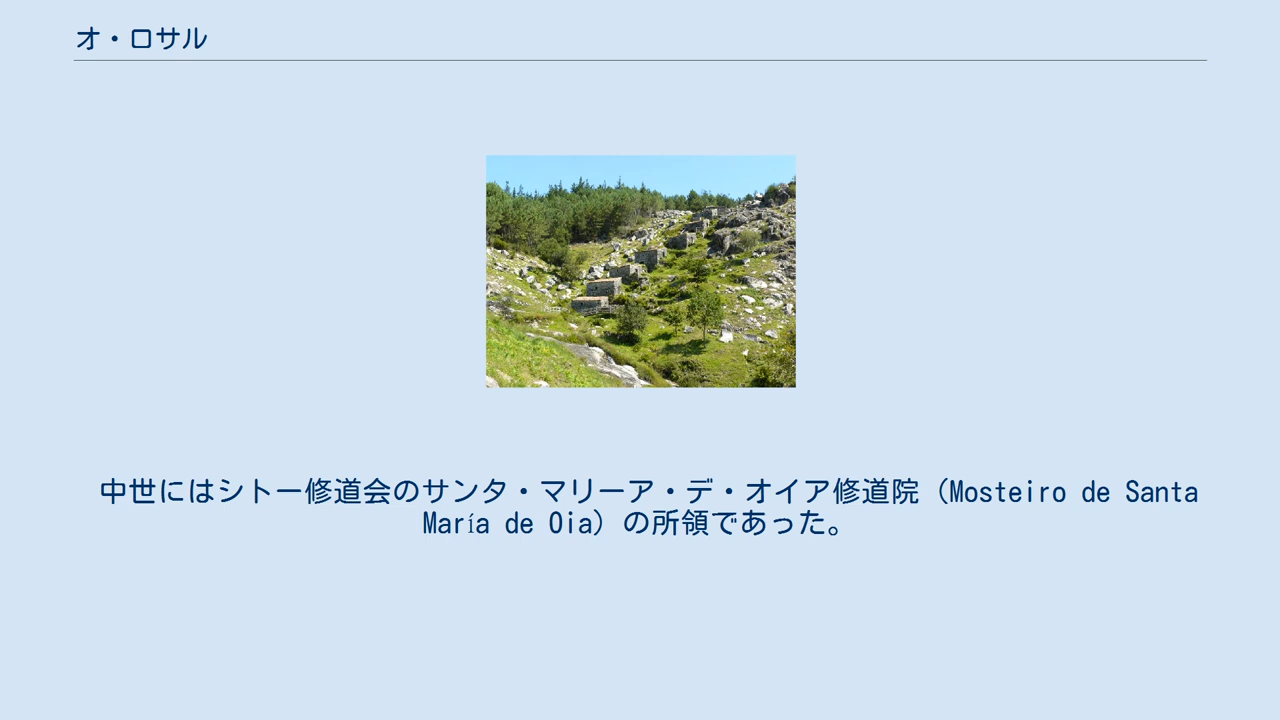 オ・ロサル
中世にはシトー修道会のサンタ・マリーア・デ・オイア修道院（Mosteiro de Santa
María de Oia）の所領であった。